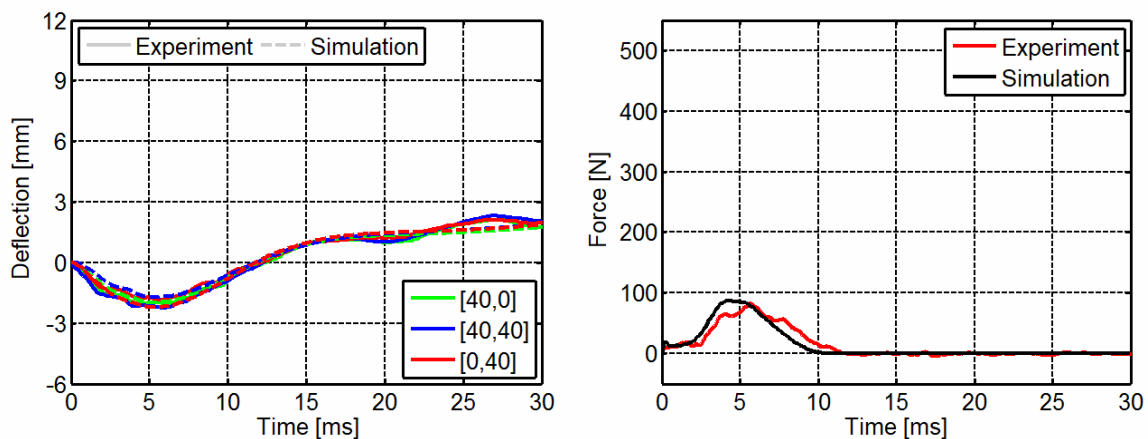 12
9
6
3
0
-3
-6
Deflection [mm]
Experiment Simulation
[40,0]
[40,40]
[0,40]
0 5 10 15 20 25 30
Time [ms]
500
400
300
200
100
0
Force [N]
Experiment
Simulation
0 5 10 15 20 25 30
Time [ms]